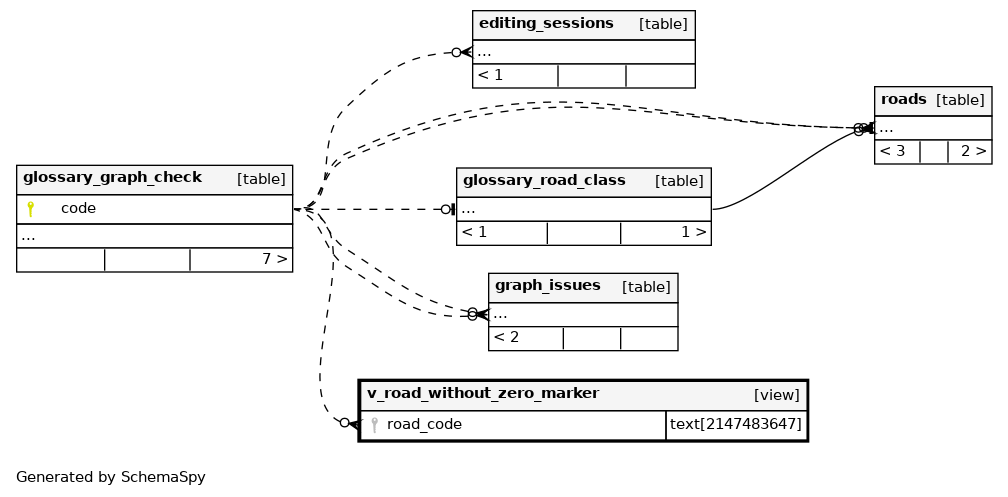 editing_sessions [table]
...
< 1
roads [table]
...
< 3 2 >
glossary_graph_check [table]
code
...
7 >
glossary_road_class [table]
...
< 1 1 >
graph_issues [table]
...
< 2
v_road_without_zero_marker [view]
road_code text[2147483647]
Generated by SchemaSpy